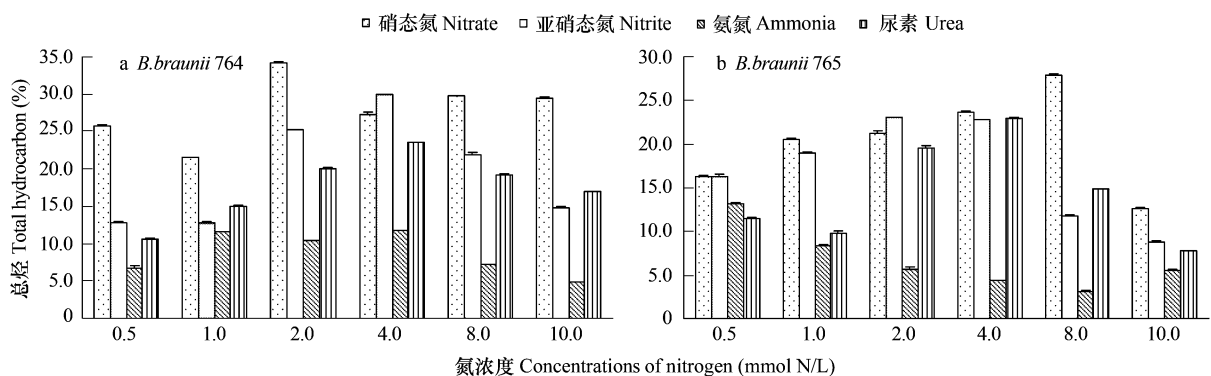 硝态氮 Nitrate 亚硝态氮 Nitrite 氨氮 Ammonia 尿素 Urea
总烃 Total hydrocarbon (%)
a B.braunii 764
35.0
30.0
25.0
20.0
15.0
10.0
5.0
0
0.5 1.0 2.0 4.0 8.0 10.0
b B.braunii 765
30.0
25.0
20.0
15.0
10.0
5.0
0
0.5 1.0 2.0 4.0 8.0 10.0
氮浓度 Concentrations of nitrogen (mmol N/L)